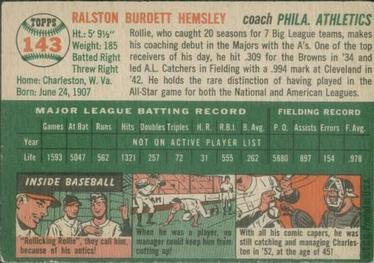 TOPPS
143
RALSTON BURDETT HEMSLEY coach PHILA. ATHLETICS
Ht.: 5' 9½"
Weight: 185
Batted Right
Threw Right
Home: Charleston, W. Va.
Born: June 24, 1907
Rollie, who caught 20 seasons for 7 Big League teams, makes
his coaching debut in the Majors with the A's. One of the top
receivers of his day, he hit .309 for the Browns in '34 and
led A.L. Catchers in Fielding with a .994 mark at Cleveland in
'42. He holds the rare distinction of having played in the
All-Star game for both the National and American Leagues.
MAJOR LEAGUE BATTING RECORD FIELDING RECORD
Games At Bat Runs Hits Doubles Triples H.R. R.B.I. B.Avg. P.O. Assists Errors F.Avg.
Year NOT ON ACTIVE PLAYER LIST
Life 1593 5047 562 1321 257 72 31 555 .262 5680 897 154 .978
INSIDE BASEBALL
"Rollicking Rollie", they call him,
because of his antics!
When he was a player, no
manager could keep him from
cutting up!
With all his comic capers, he was
still catching and managing Charles-
ton in '52, at the age of 45!